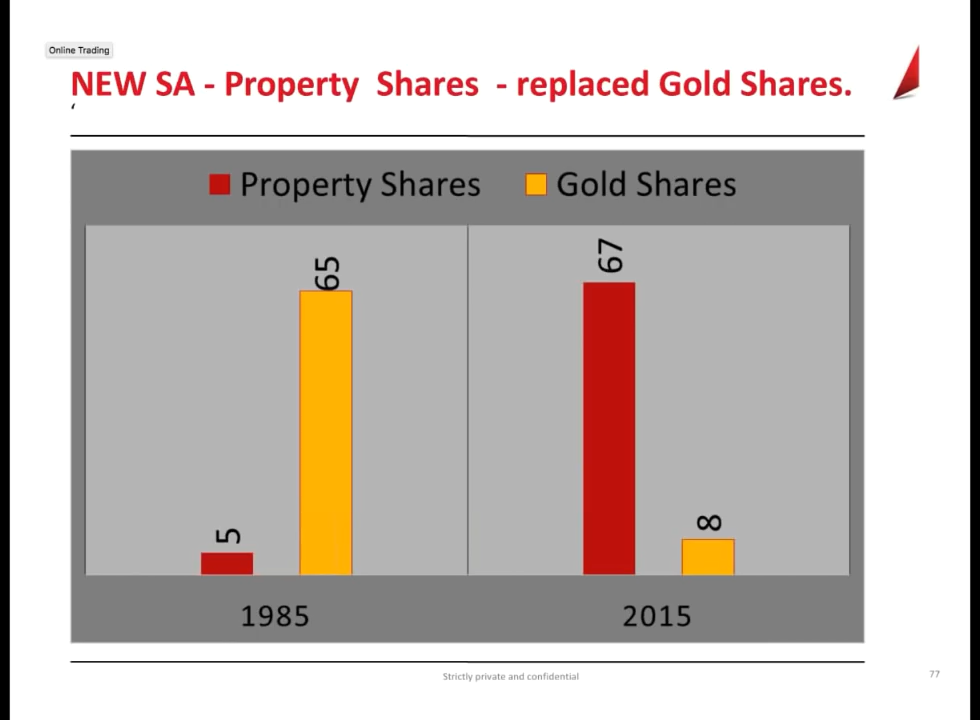 Online Trading
NEW SA - Property Shares - replaced Gold Shares.
‘
Property Shares Gold Shares
65
67
5
8
1985 2015
Strictly private and confidential
77